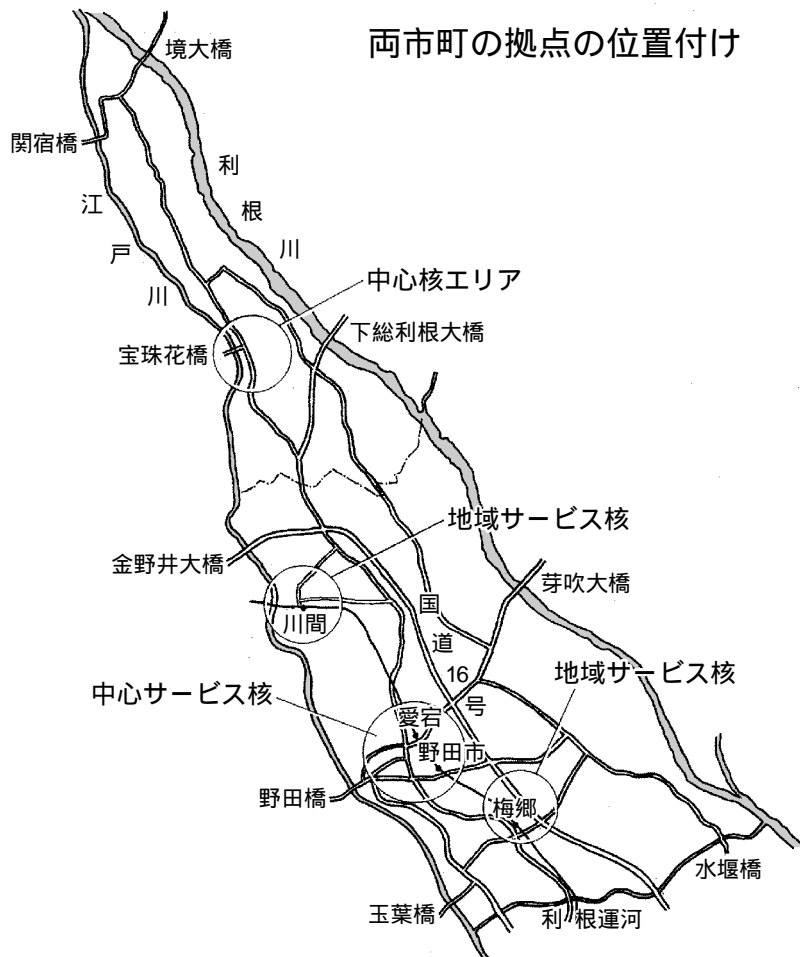 両市町の拠点の位置付け
境大橋
関宿橋
利根川
江戸川
中心核エリア
下総利根大橋
宝珠花橋
地域サービス核
金野井大橋
芽吹大橋
川間
国道16号
地域サービス核
中心サービス核
愛宕
野田市
野田橋
梅郷
水堰橋
玉葉橋
利根運河